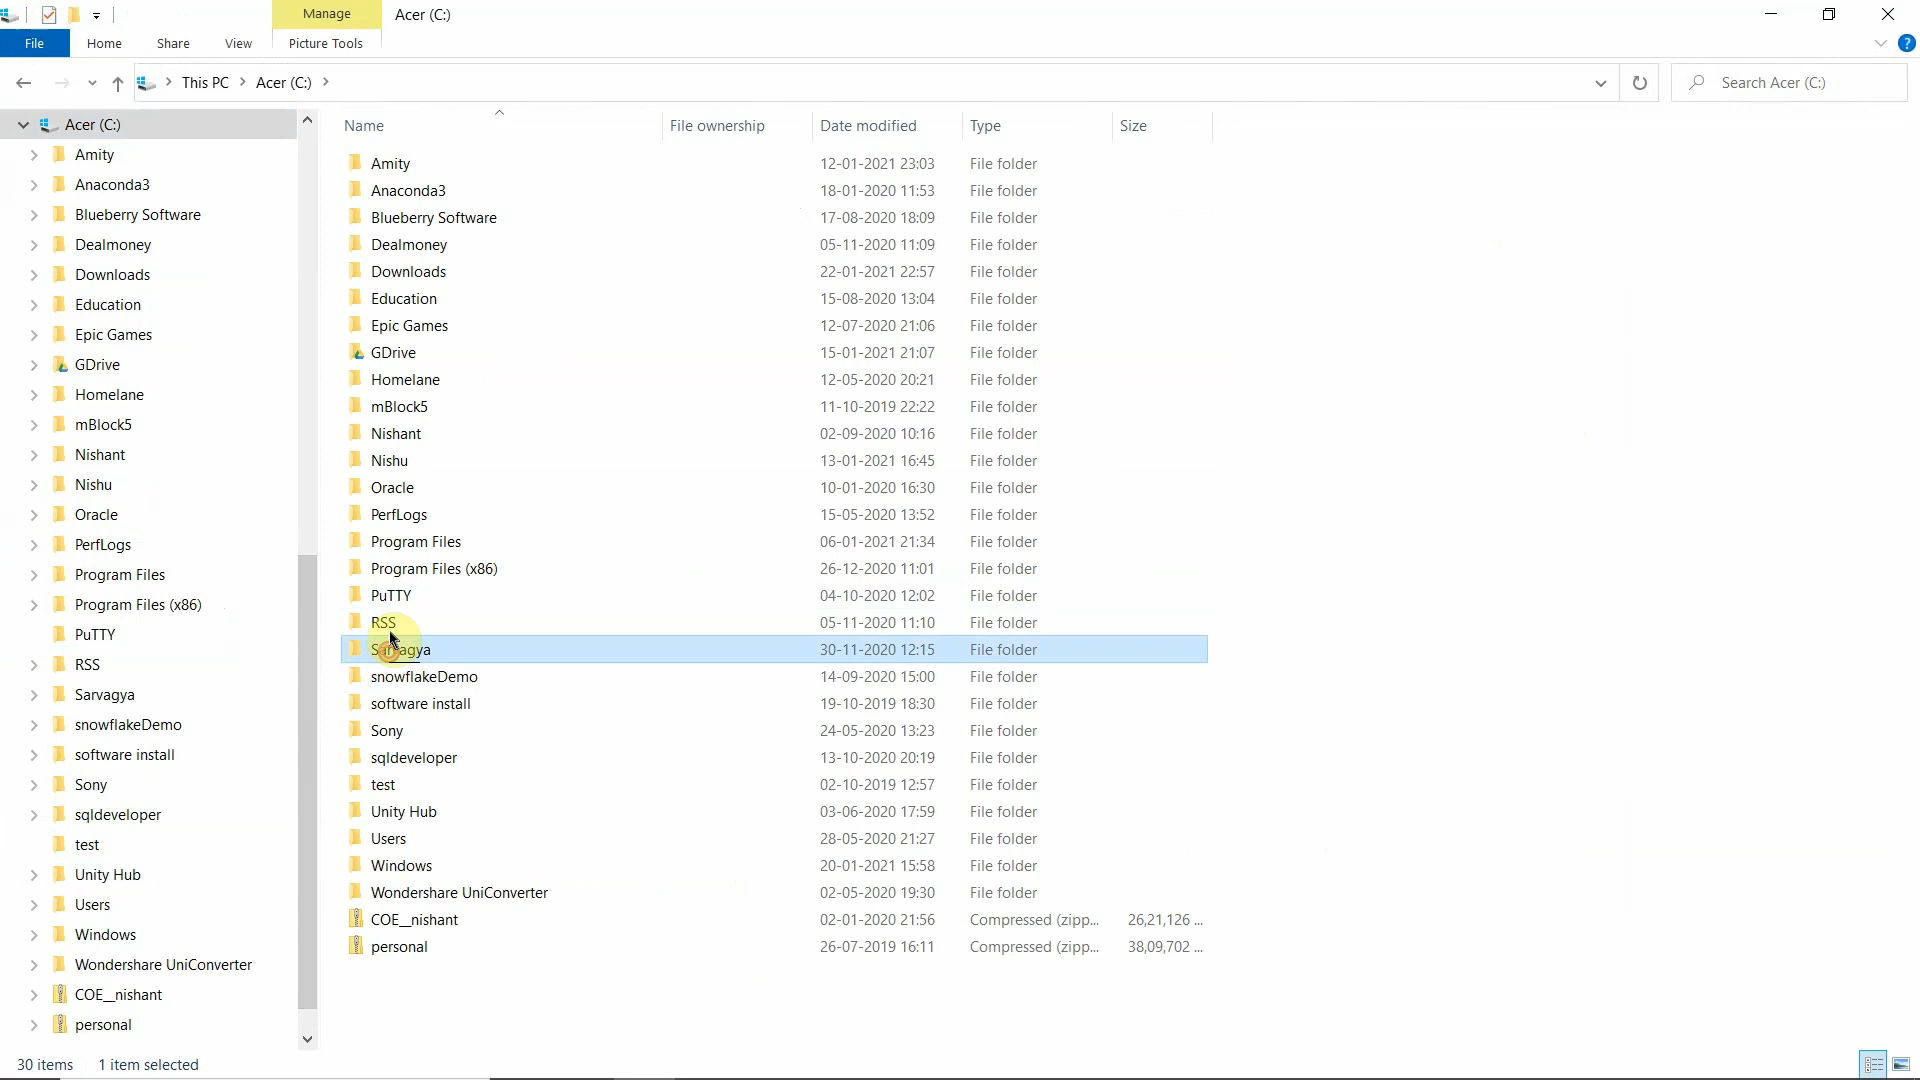 Manage
Acer (C:)
File
Home
Share
View
Picture Tools
This PC
Acer (C:)
Search Acer (C:)
Acer (C:)
Amity
Anaconda3
Blueberry Software
Dealmoney
Downloads
Education
Epic Games
GDrive
Homelane
mBlock5
Nishant
Nishu
Oracle
PerfLogs
Program Files
Program Files (x86)
PuTTY
RSS
Sarvagya
snowflakeDemo
software install
Sony
sqldeveloper
test
Unity Hub
Users
Windows
Wondershare UniConverter
COE_nishant
personal
Name File ownership Date modified Type Size
Amity 12-01-2021 23:03 File folder
Anaconda3 18-01-2020 11:53 File folder
Blueberry Software 17-08-2020 18:09 File folder
Dealmoney 05-11-2020 11:09 File folder
Downloads 22-01-2021 22:57 File folder
Education 15-08-2020 13:04 File folder
Epic Games 12-07-2020 21:06 File folder
GDrive 15-01-2021 21:07 File folder
Homelane 12-05-2020 20:21 File folder
mBlock5 11-10-2019 22:22 File folder
Nishant 02-09-2020 10:16 File folder
Nishu 13-01-2021 16:45 File folder
Oracle 10-01-2020 16:30 File folder
PerfLogs 15-05-2020 13:52 File folder
Program Files 06-01-2021 21:34 File folder
Program Files (x86) 26-12-2020 11:01 File folder
PuTTY 04-10-2020 12:02 File folder
RSS 05-11-2020 11:10 File folder
Sarvagya 30-11-2020 12:15 File folder
snowflakeDemo 14-09-2020 15:00 File folder
software install 19-10-2019 18:30 File folder
Sony 24-05-2020 13:23 File folder
sqldeveloper 13-10-2020 20:19 File folder
test 02-10-2019 12:57 File folder
Unity Hub 03-06-2020 17:59 File folder
Users 28-05-2020 21:27 File folder
Windows 20-01-2021 15:58 File folder
Wondershare UniConverter 02-05-2020 19:30 File folder
COE_nishant 02-01-2020 21:56 Compressed (zipp... 26,21,126 ...
personal 26-07-2019 16:11 Compressed (zipp... 38,09,702 ...
30 items 1 item selected